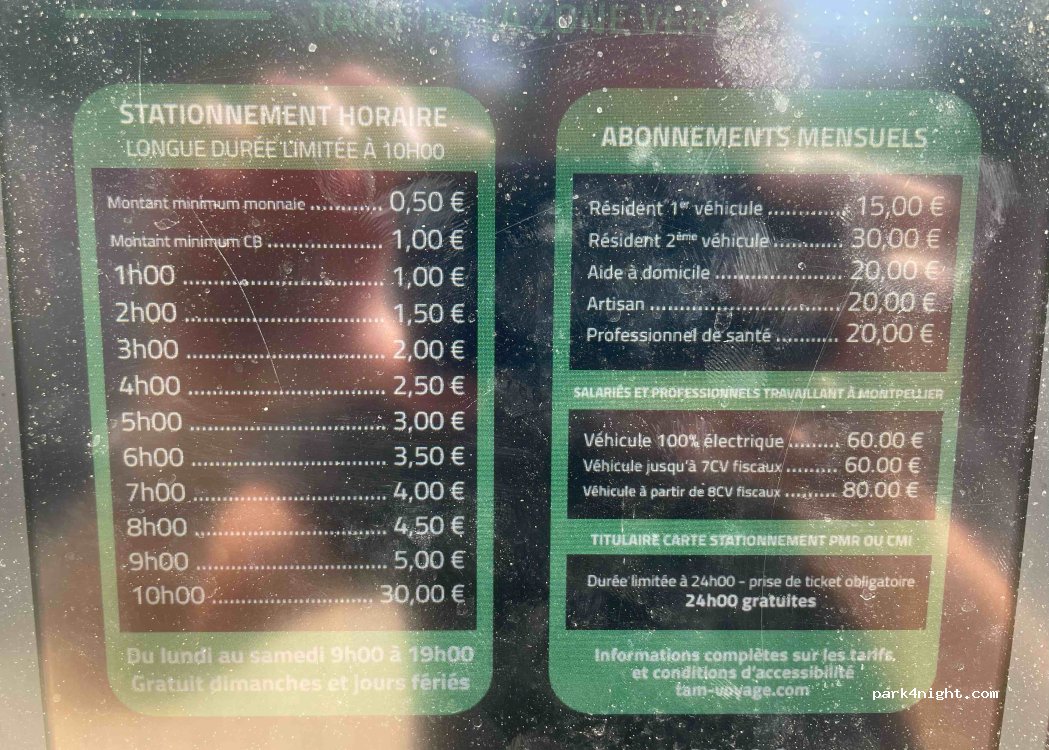 TARIFS DE LA ZONE VERTE
STATIONNEMENT HORAIRE
LONGUE DURÉE LIMITÉE À 10H00
Montant minimum monnaie .................. 0,50 €
Montant minimum CB .................. 1,00 €
1h00 .................. 1,00 €
2h00 .................. 1,50 €
3h00 .................. 2,00 €
4h00 .................. 2,50 €
5h00 .................. 3,00 €
6h00 .................. 3,50 €
7h00 .................. 4,00 €
8h00 .................. 4,50 €
9h00 .................. 5,00 €
10h00 .................. 30,00 €
Du lundi au samedi 9h00 à 19h00
Gratuit dimanches et jours fériés
ABONNEMENTS MENSUELS
Résident 1er véhicule .............. 15,00 €
Résident 2ème véhicule ............ 30,00 €
Aide à domicile .................. 20,00 €
Artisan .................. 20,00 €
Professionnel de santé .......... 20,00 €
SALARIÉS ET PROFESSIONNELS TRAVAILLANT À MONTPELLIER
Véhicule 100% électrique ......... 60.00 €
Véhicule jusqu'à 7CV fiscaux ......... 60.00 €
Véhicule à partir de 8CV fiscaux ......... 80.00 €
TITULAIRE CARTE STATIONNEMENT PMR OU CMI
Durée limitée à 24h00 - prise de ticket obligatoire
24h00 gratuites
Informations complètes sur les tarifs,
et conditions d'accessibilité
tam-voyage.com
park4night.com